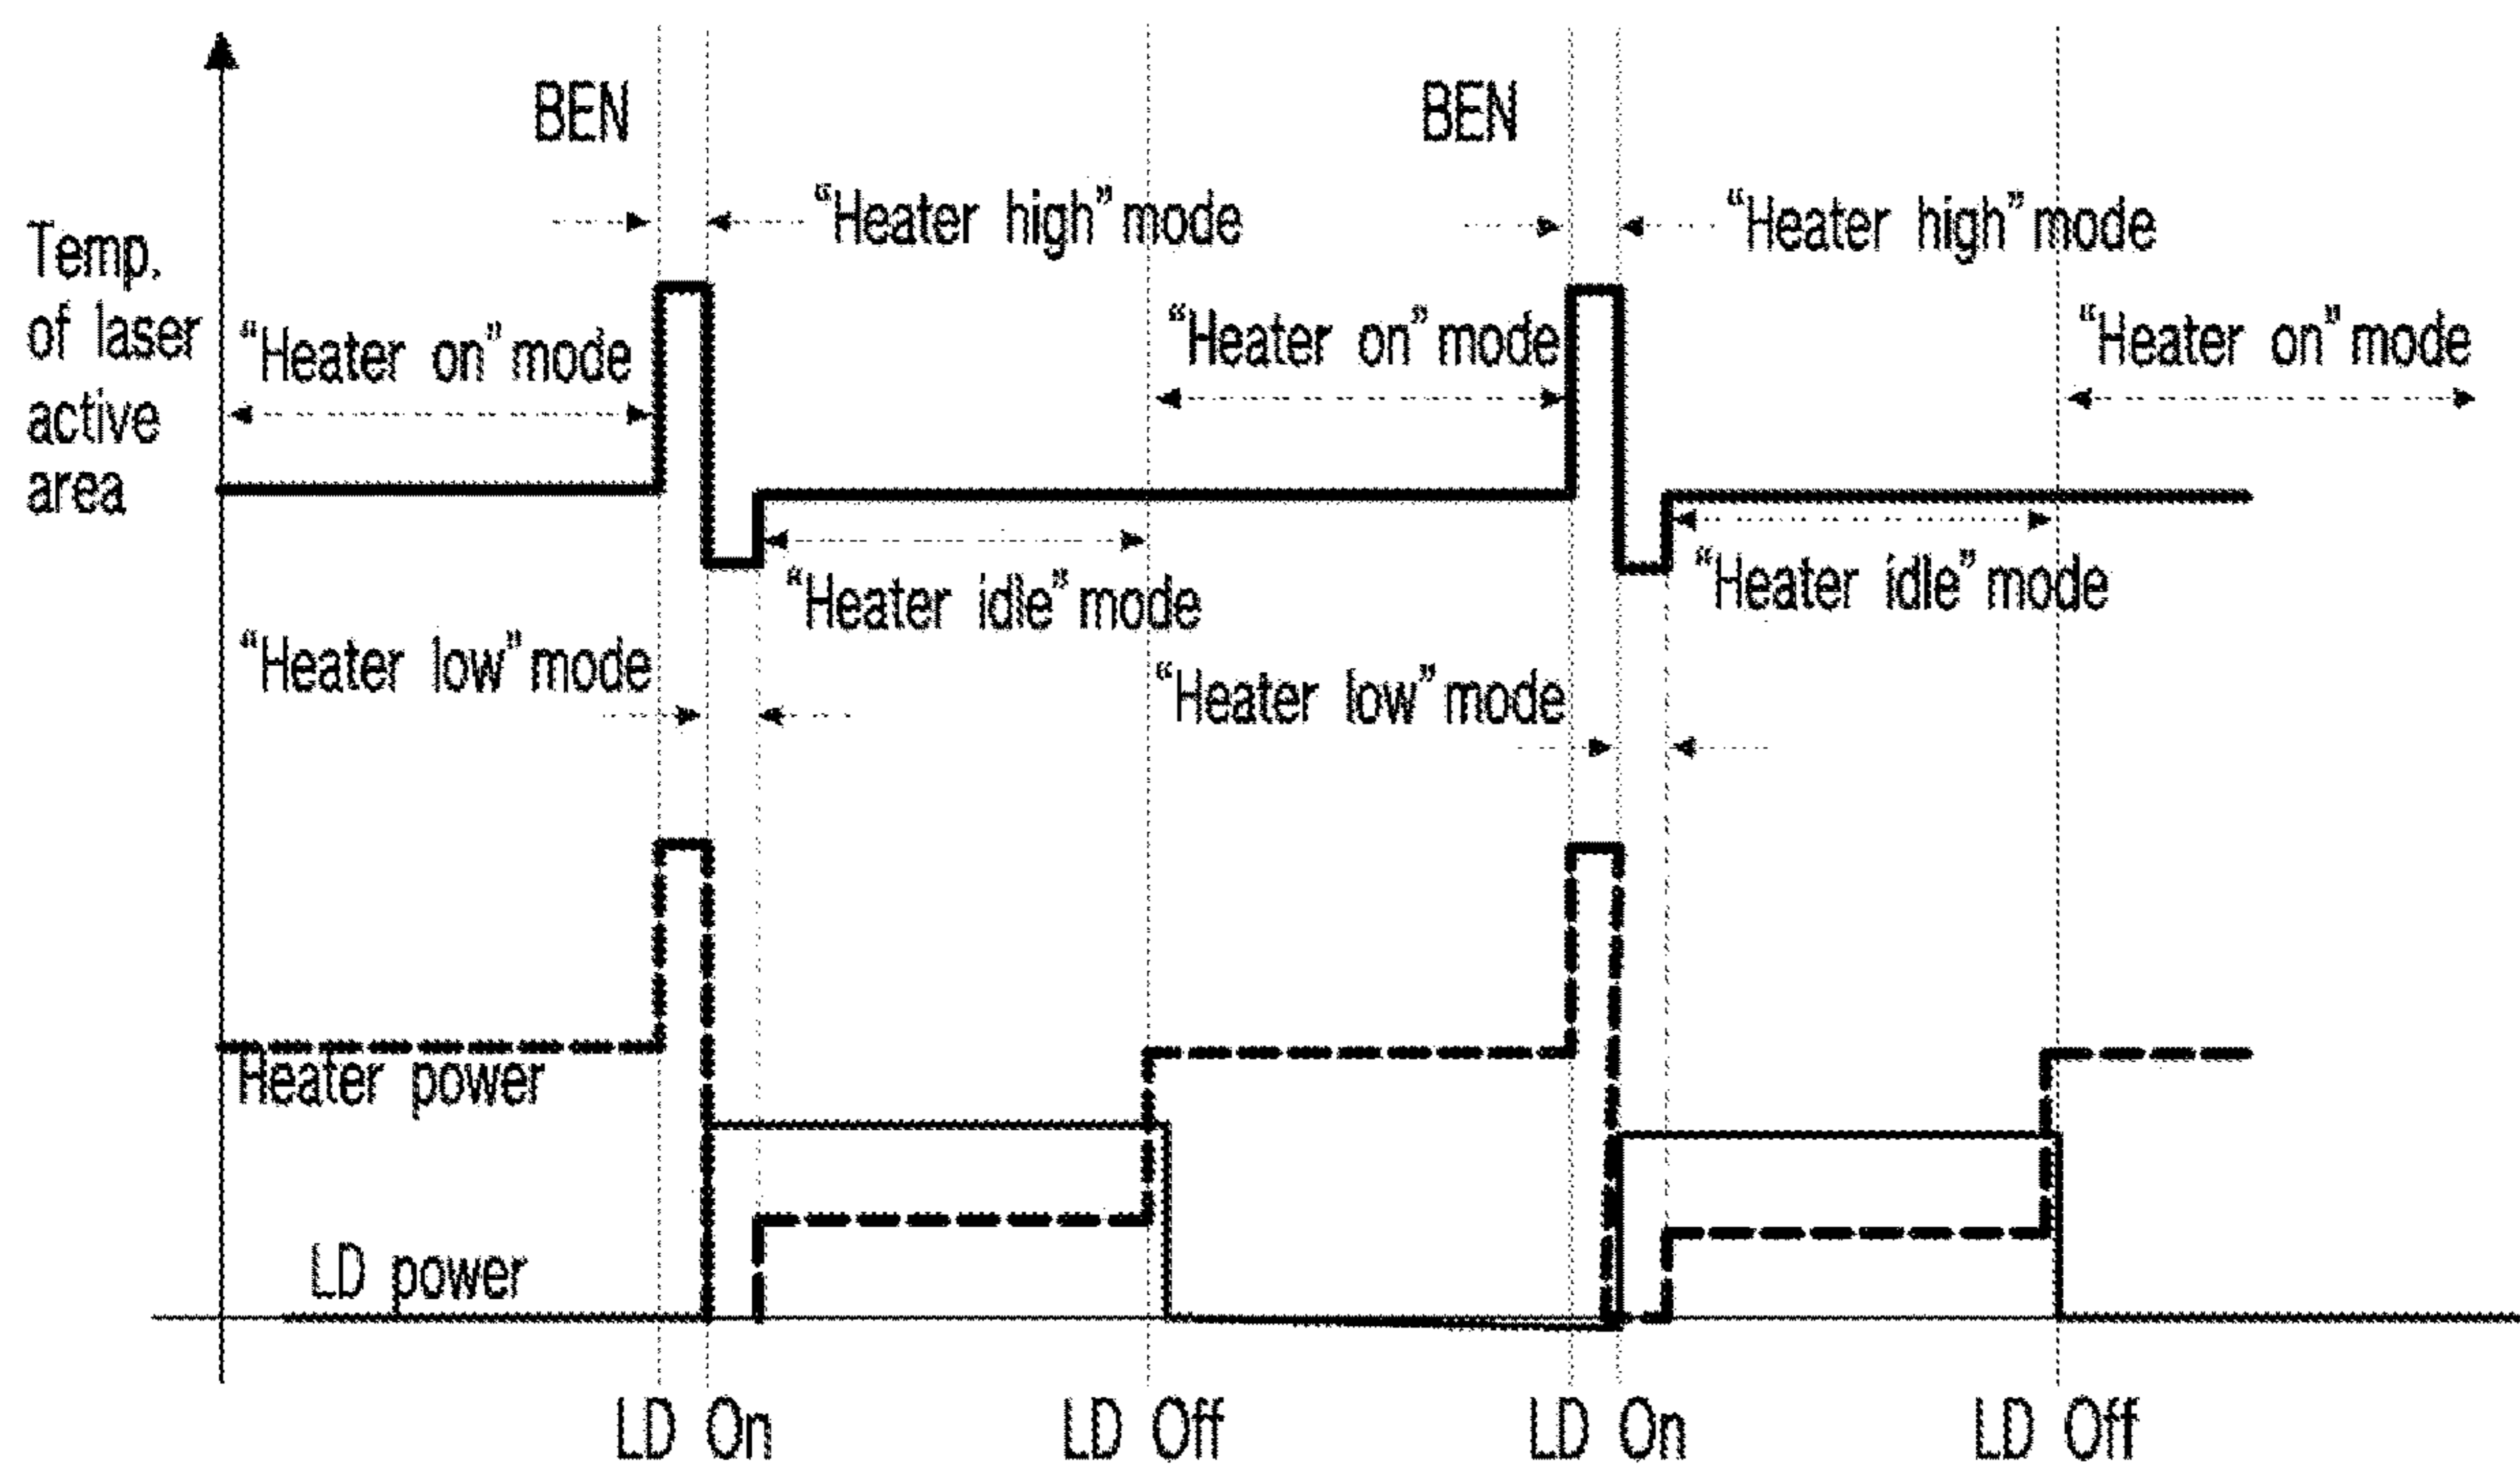 BEN
BEN
“Heater high” mode
“Heater high” mode
Temp.
of laser
active
area
“Heater on” mode
“Heater on” mode
“Heater on” mode
“Heater idle” mode
“Heater idle” mode
“Heater low” mode
“Heater low” mode
Heater power
LD power
LD On
LD Off
LD On
LD Off